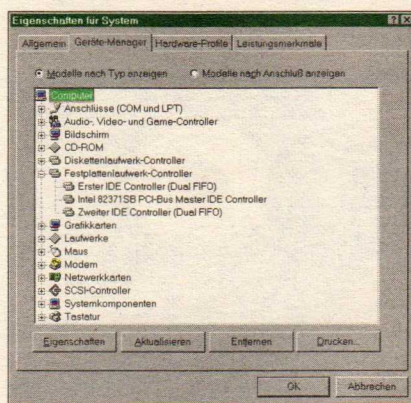 Eigenschaften für System
Allgemein Geräte-Manager Hardware-Profile Leistungsmerkmale
Modelle nach Typ anzeigen Modelle nach Anschluß anzeigen
Computer
Anschlüsse (COM und LPT)
Audio-, Video- und Game-Controller
Bildschirm
CD-ROM
Diskettenlaufwerk-Controller
Festplattenlaufwerk-Controller
Erster IDE Controller (Dual FIFO)
Intel 82371SB PCI-Bus Master IDE Controller
Zweiter IDE Controller (Dual FIFO)
Grafikkarten
Laufwerke
Maus
Modem
Netzwerkkarten
SCSI-Controller
Systemkomponenten
Tastatur
Eigenschaften Aktualisieren Entfernen Drucken...
OK Abbrechen